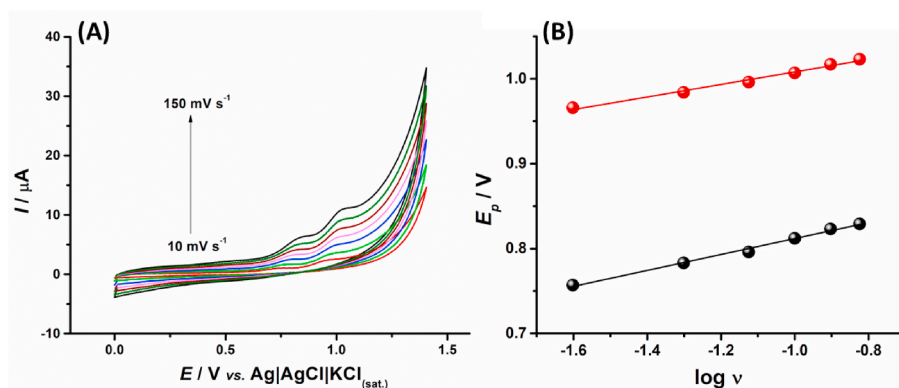 (A)
40
30
20
10
0
-10
I / μA
150 mV s⁻¹
10 mV s⁻¹
0.0
0.5
1.0
1.5
E / V vs. Ag|AgCl|KCl(sat.)
(B)
1.0
0.9
0.8
0.7
Ep / V
-1.6
-1.4
-1.2
-1.0
-0.8
log ν